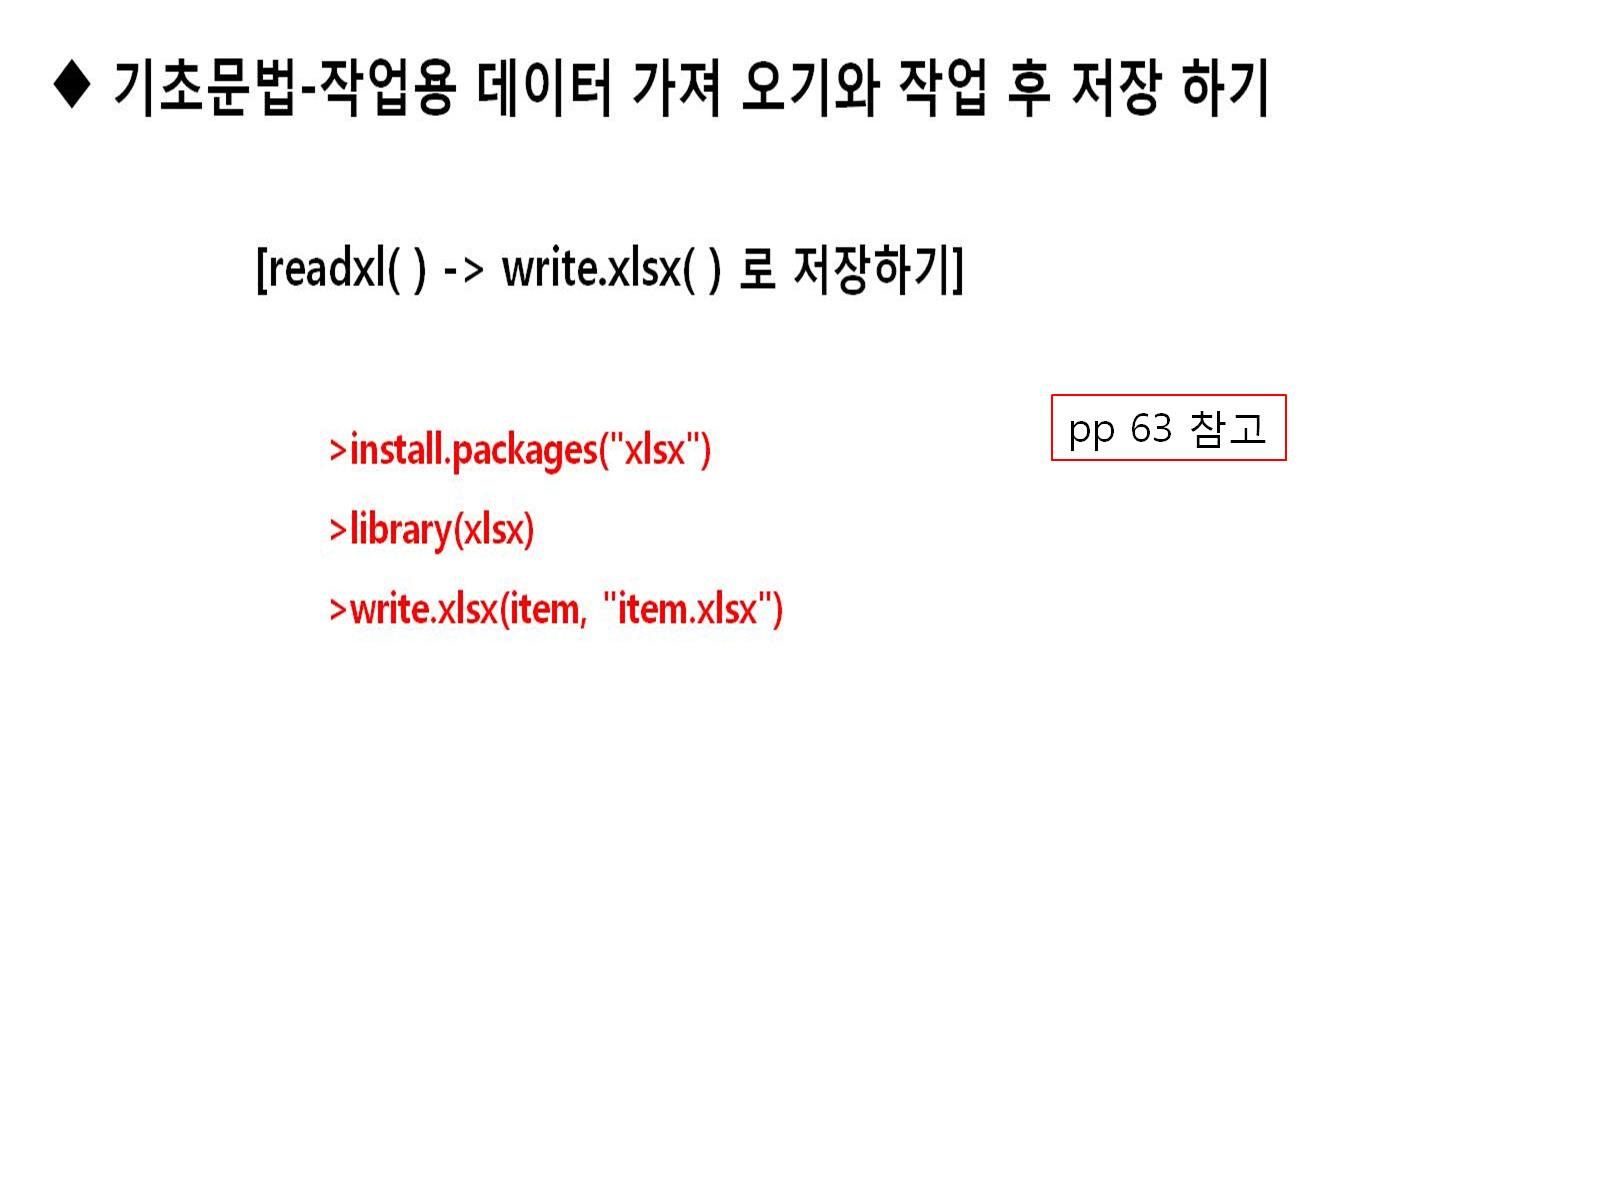 ◆ 기초문법-작업용 데이터 가져 오기와 작업 후 저장 하기
[readxl( ) -> write.xlsx( ) 로 저장하기]
pp 63 참고
>install.packages("xlsx")
>library(xlsx)
>write.xlsx(item, "item.xlsx")